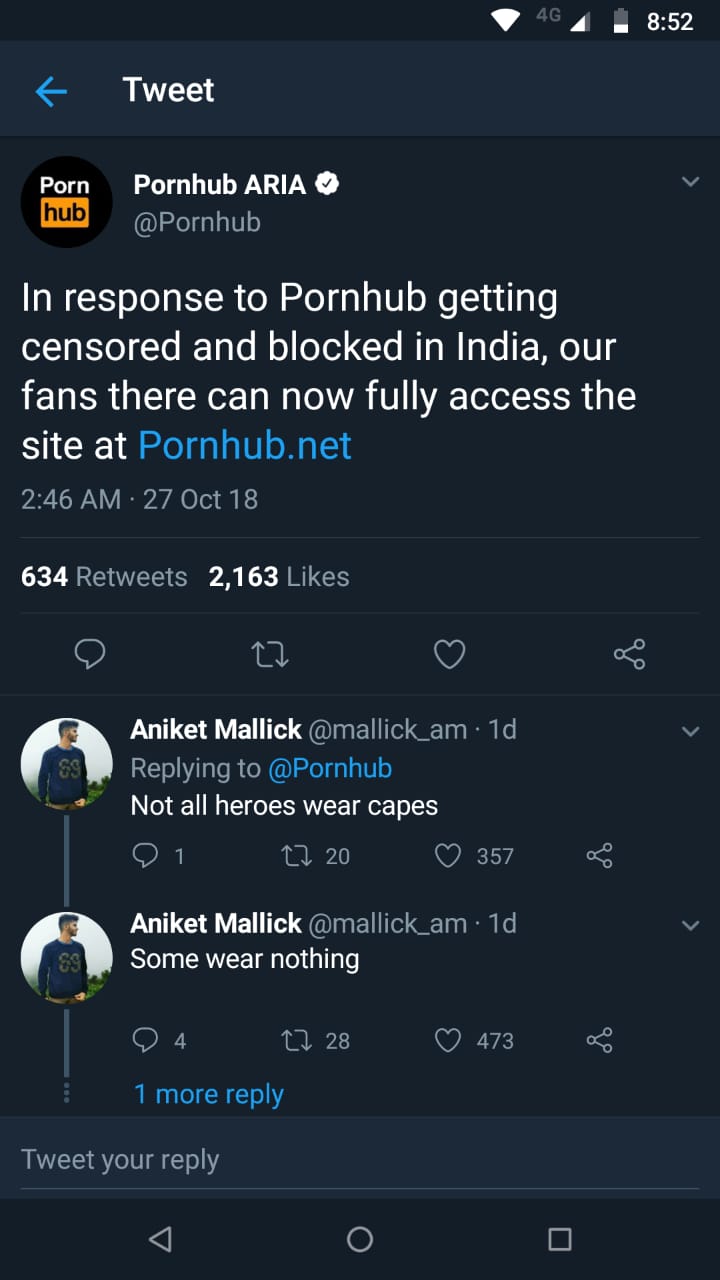 4G 8:52
Tweet
Porn
hub
Pornhub ARIA
@Pornhub
In response to Pornhub getting
censored and blocked in India, our
fans there can now fully access the
site at Pornhub.net
2:46 AM · 27 Oct 18
634 Retweets 2,163 Likes
Aniket Mallick @mallick_am · 1d
Replying to @Pornhub
Not all heroes wear capes
1 20 357
Aniket Mallick @mallick_am · 1d
Some wear nothing
4 28 473
1 more reply
Tweet your reply